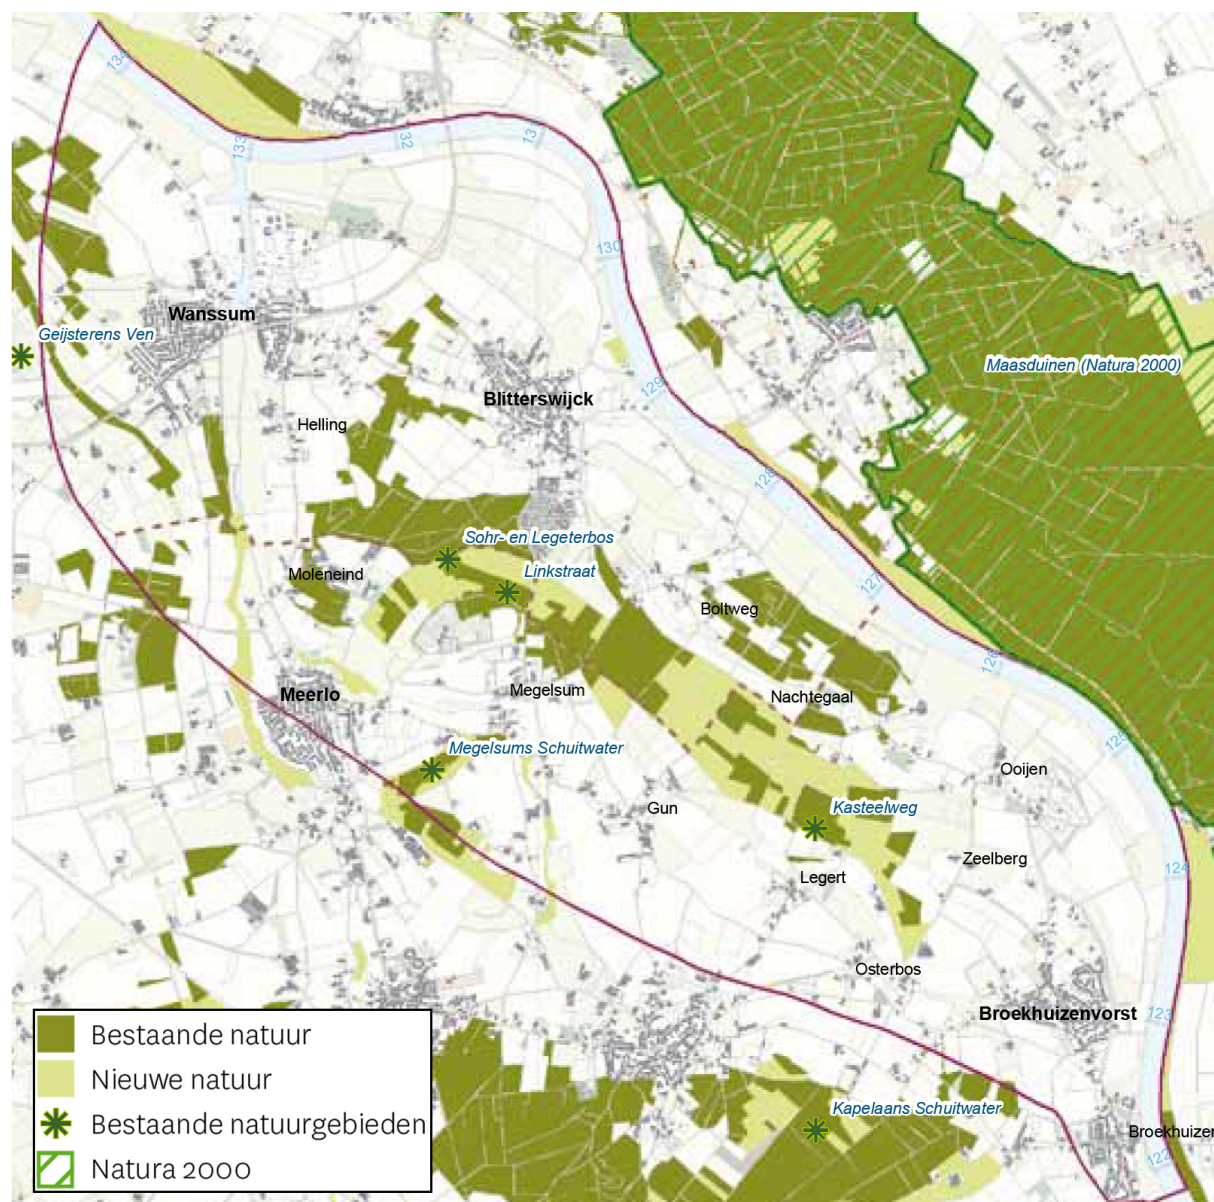 134
133
32
131
130
Wanssum
Geijsterens Ven
Maasduinen (Natura 2000)
129
Blitterswijck
Helling
128
Sohr- en Legeterbos
Linkstraat
Moleneind
127
Boltweg
126
Meerlo
Megelsum
Nachtegaal
125
Megelsums Schuitwater
Ooijen
Gun
Kasteelweg
Zeelberg
124
Legert
Osterbos
Broekhuizenvorst
123
Bestaande natuur
Nieuwe natuur
Bestaande natuurgebieden
Natura 2000
Kapelaans Schuitwater
Broekhuizen
122